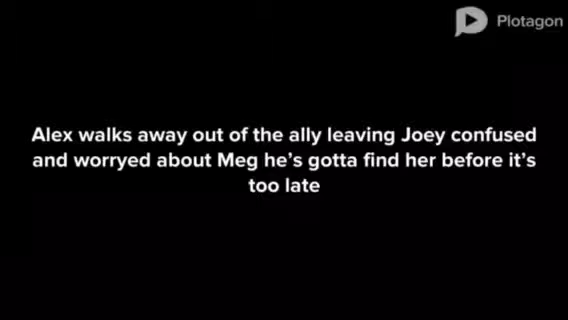 Plotagon
Alex walks away out of the ally leaving Joey confused
and worryed about Meg he’s gotta find her before it’s
too late